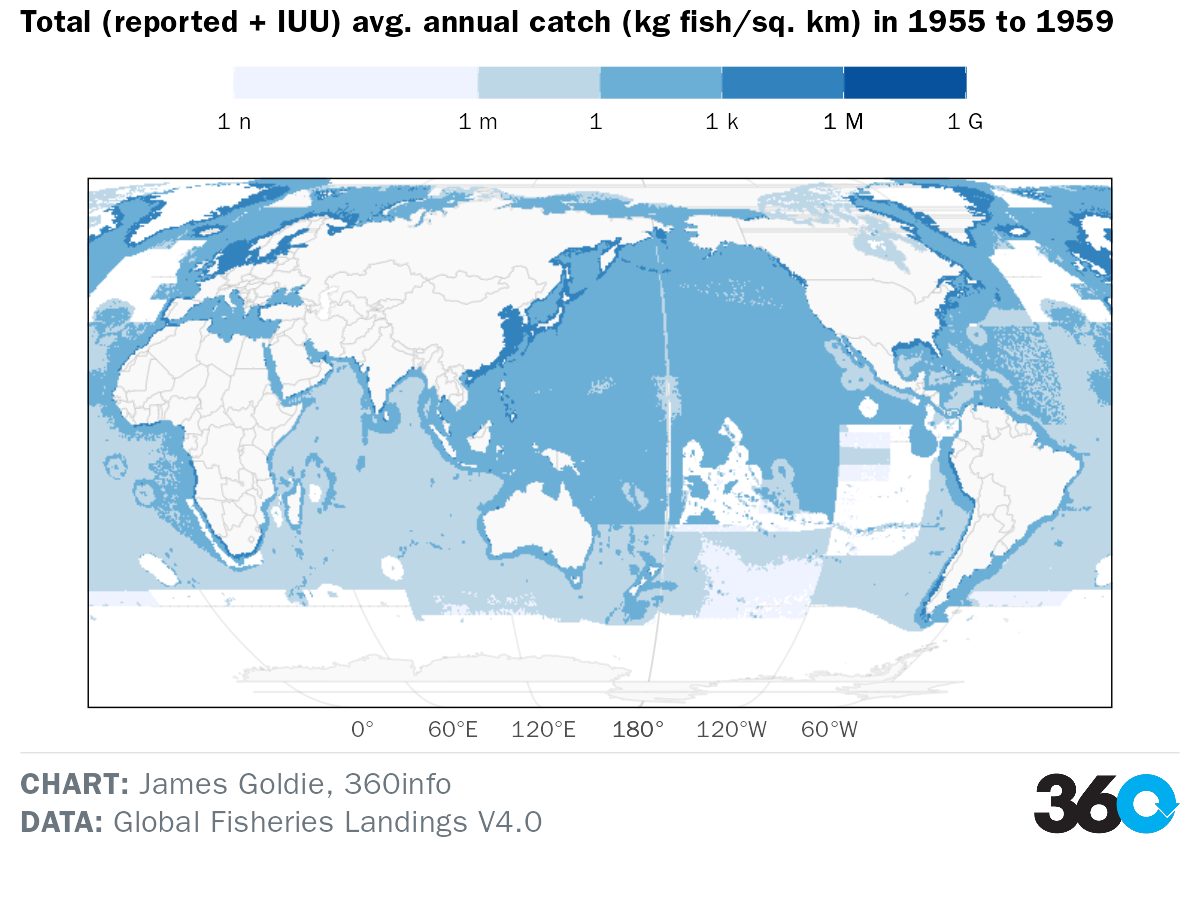 Total (reported + IUU) avg. annual catch (kg fish/sq. km) in 1955 to 1959
1 n 1 m 1 1 k 1 M 1 G
0° 60°E 120°E 180° 120°W 60°W
CHART: James Goldie, 360info
DATA: Global Fisheries Landings V4.0
360